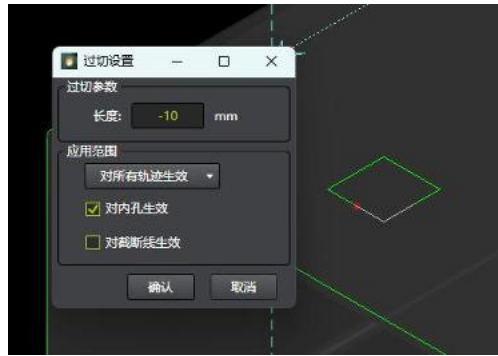 过切设置
过切参数
长度: -10 mm
应用范围
对所有轨迹生效
对内孔生效
对截断线生效
确认 取消